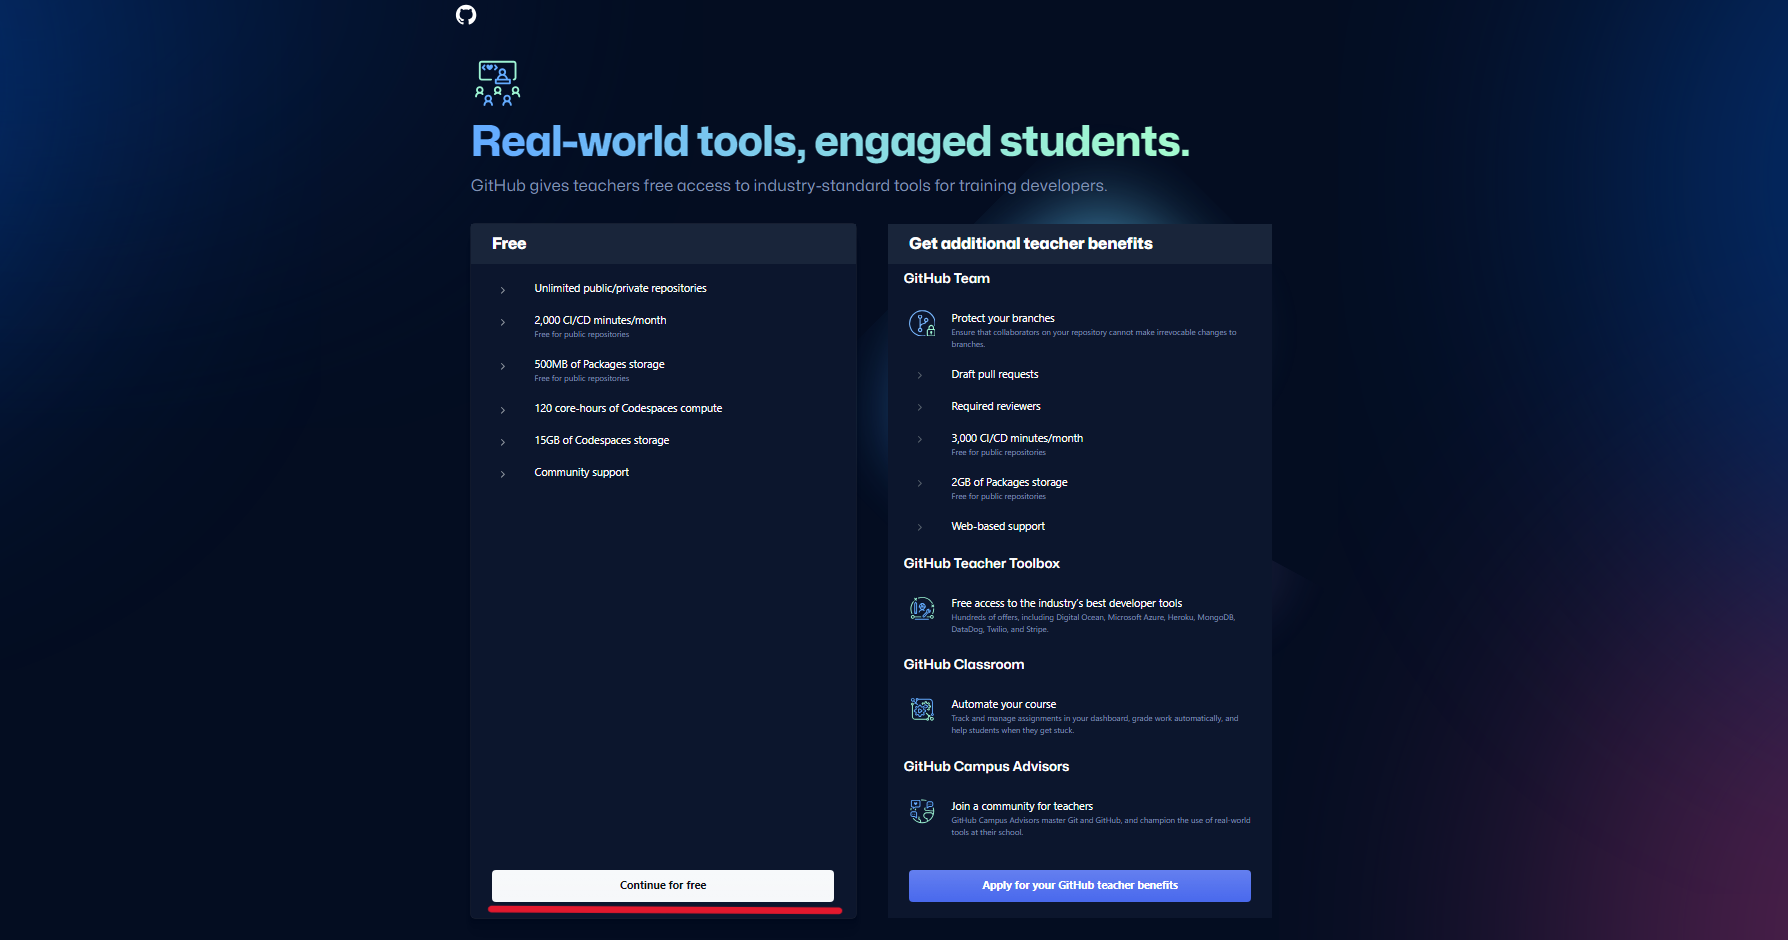 Real-world tools, engaged students.
GitHub gives teachers free access to industry-standard tools for training developers.
Free
Unlimited public/private repositories
2,000 CI/CD minutes/month
Free for public repositories
500MB of Packages storage
Free for public repositories
120 core-hours of Codespaces compute
15GB of Codespaces storage
Community support
Continue for free
Get additional teacher benefits
GitHub Team
Protect your branches
Ensure that collaborators on your repository cannot make irrevocable changes to
branches.
Draft pull requests
Required reviewers
3,000 CI/CD minutes/month
Free for public repositories
2GB of Packages storage
Free for public repositories
Web-based support
GitHub Teacher Toolbox
Free access to the industry's best developer tools
Hundreds of offers, including Digital Ocean, Microsoft Azure, Heroku, MongoDB,
DataDog, Twilio, and Stripe.
GitHub Classroom
Automate your course
Track and manage assignments in your dashboard, grade work automatically, and
help students when they get stuck.
GitHub Campus Advisors
Join a community for teachers
GitHub Campus Advisors master Git and GitHub, and champion the use of real-world
tools at their school.
Apply for your GitHub teacher benefits